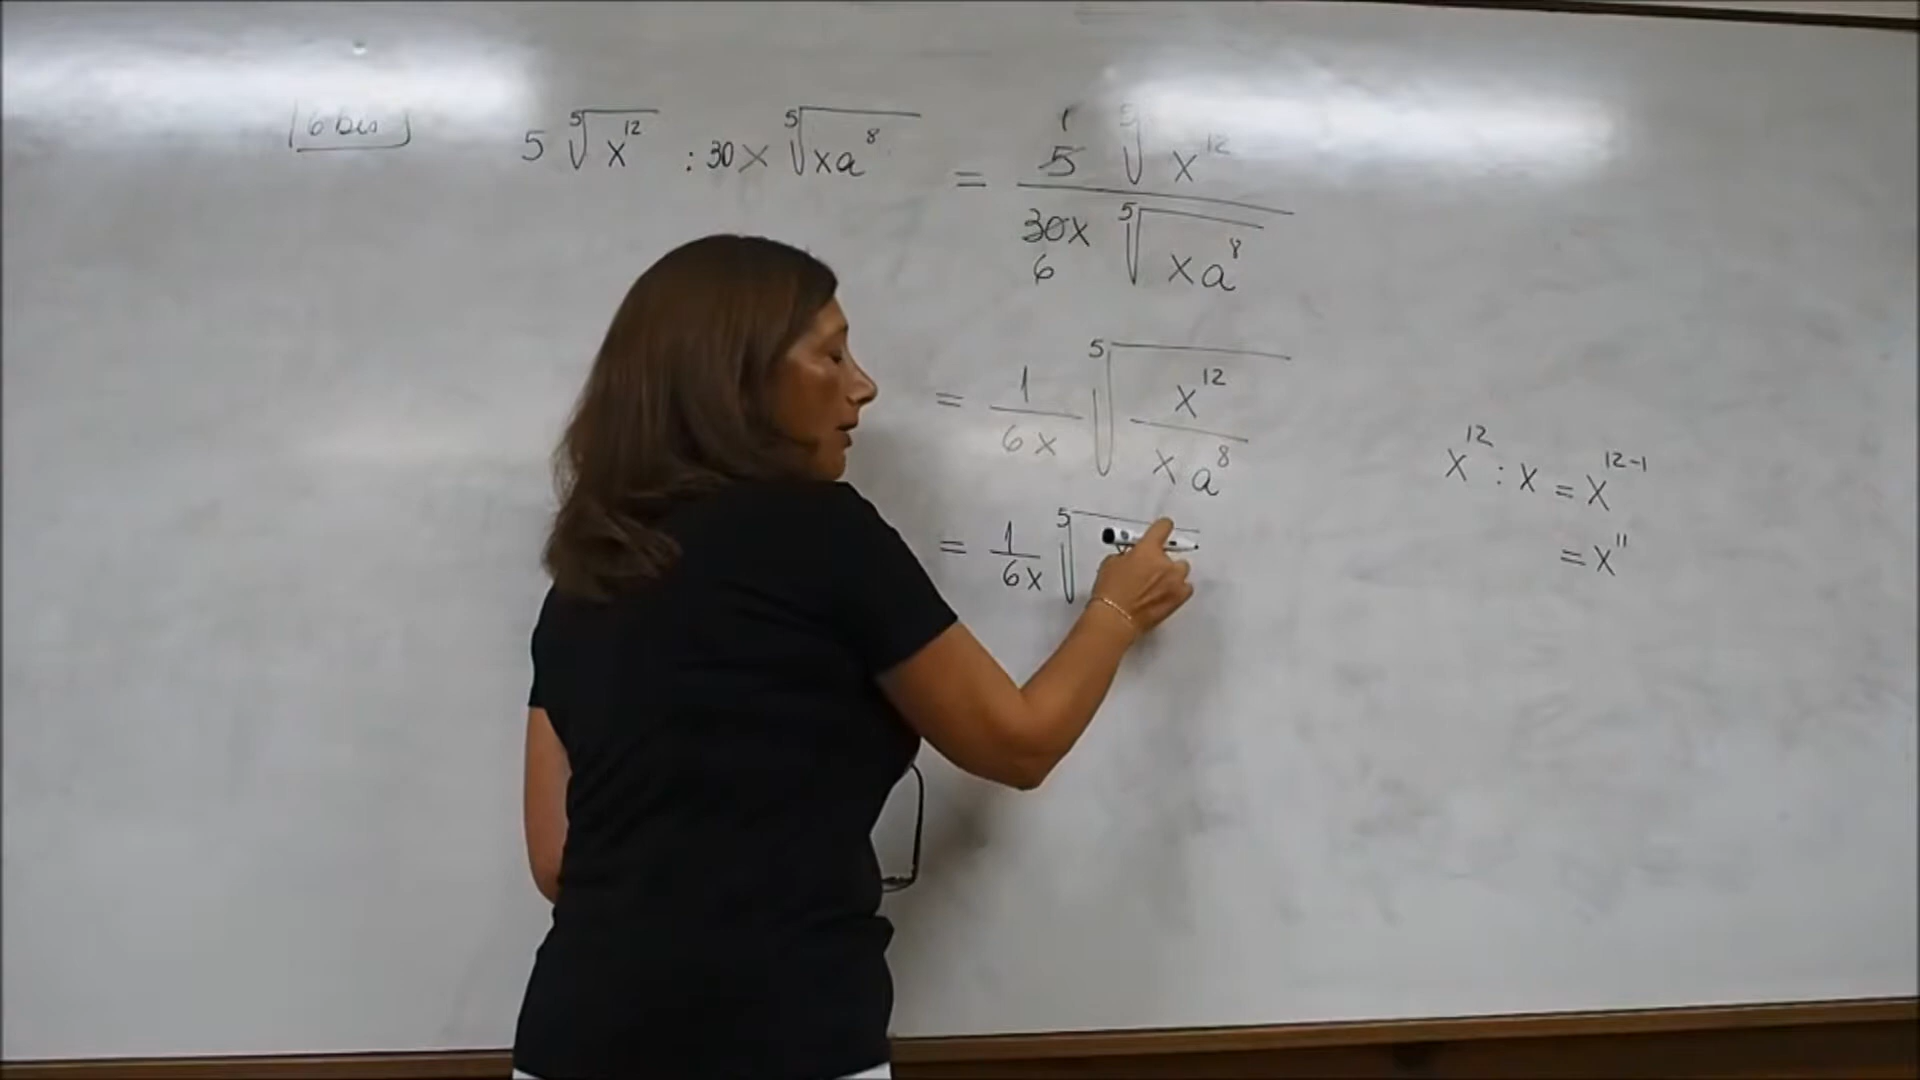 6 bis
5 ⁵√x¹² : 30x ⁵√xa⁸ = 1 5 ⁵√x¹² / 30x 6 ⁵√xa⁸
= 1/6x ⁵√x¹²/xa⁸
x¹² : x = x¹²⁻¹
= 1/6x ⁵√
= x¹¹